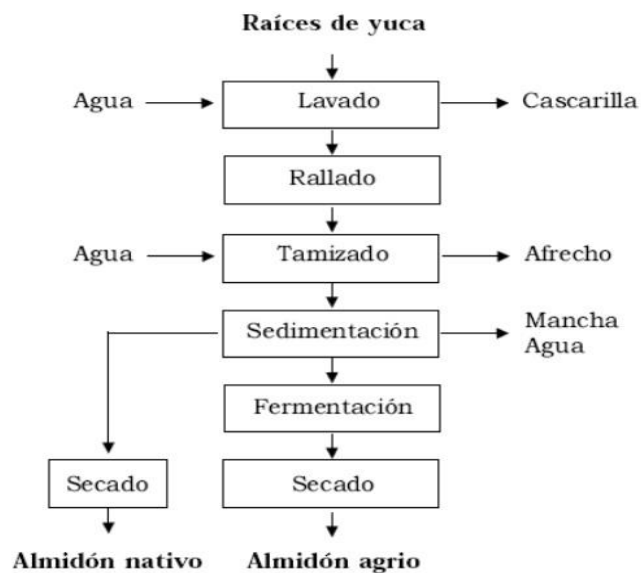 Raíces de yuca
Agua
Lavado
Cascarilla
Rallado
Agua
Tamizado
Afrecho
Sedimentación
Mancha
Agua
Fermentación
Secado
Secado
Almidón nativo
Almidón agrio